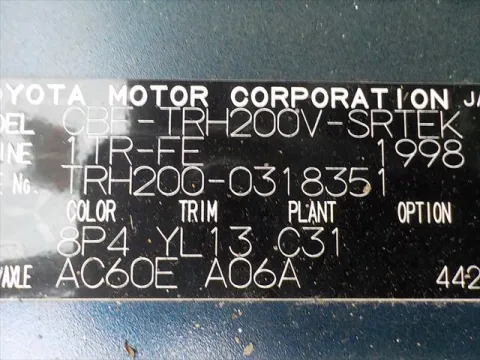 OYOTA MOTOR CORPORATION JA
DEL CBF-TRH200V-SRTEK
INE 1TR-FE 1998
E No. TRH200-0318351
COLOR TRIM PLANT OPTION
8P4 YL13 C31
/AXLE AC60E A06A 442